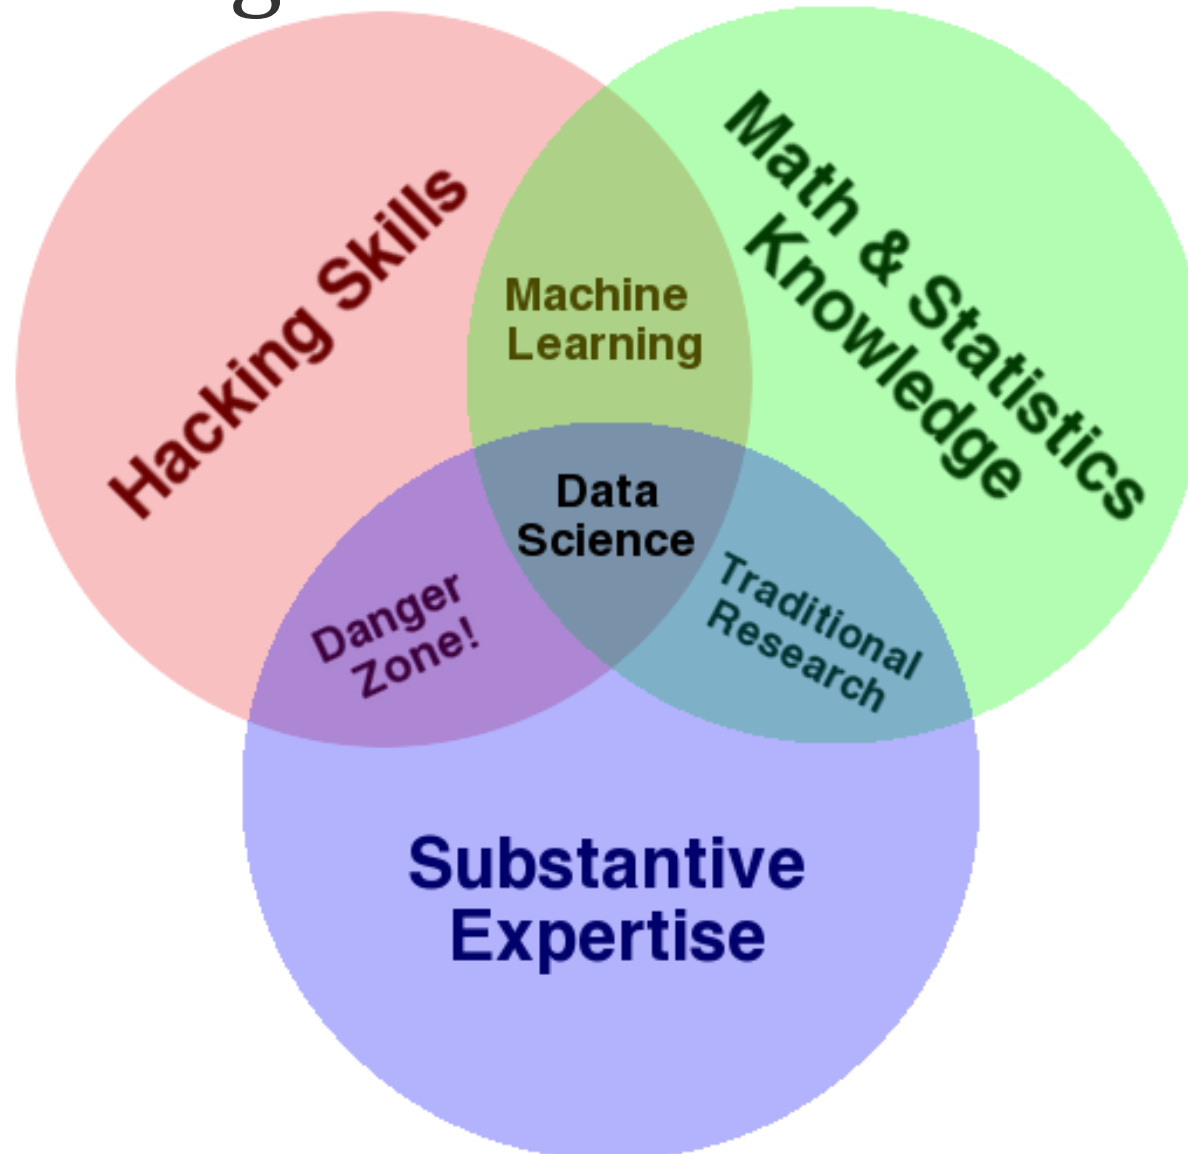 Hacking Skills
Math & Statistics
Knowledge
Machine
Learning
Data
Science
Danger
Zone!
Traditional
Research
Substantive
Expertise